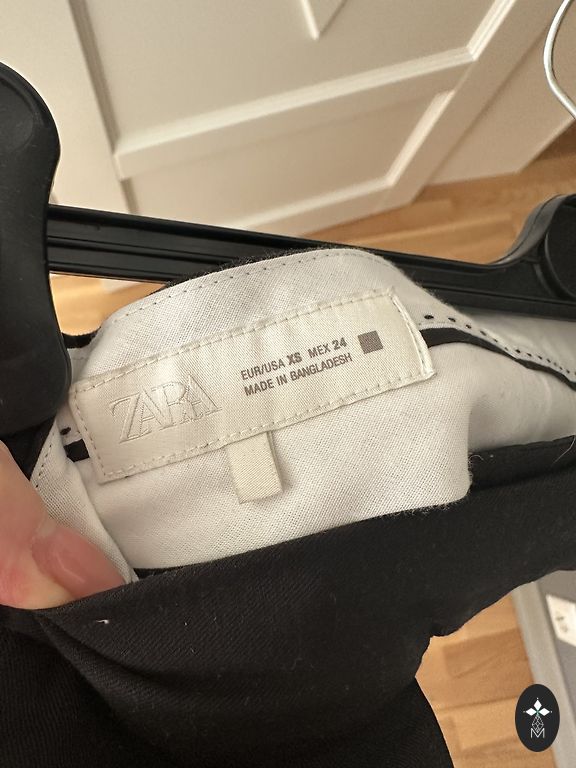 ZARA
EUR/USA XS MEX 24
MADE IN BANGLADESH
M